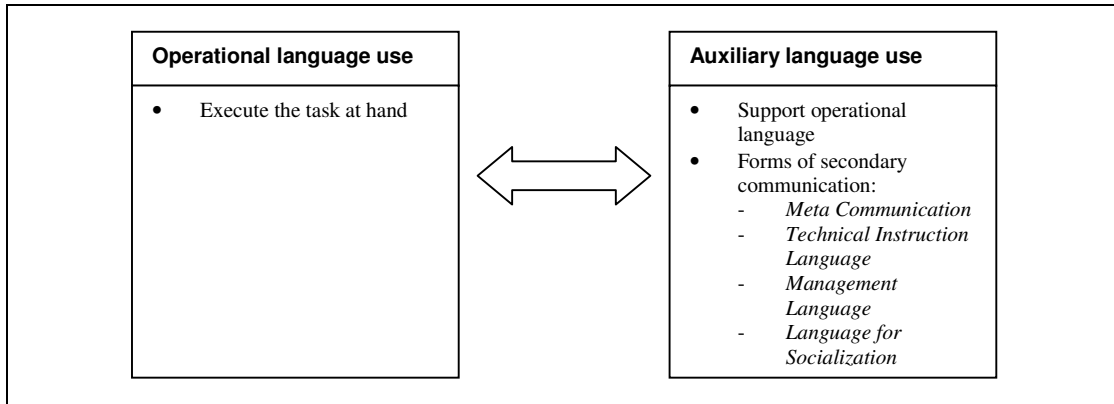 Operational language use
• Execute the task at hand
Auxiliary language use
• Support operational
language
• Forms of secondary
communication:
- Meta Communication
- Technical Instruction
Language
- Management
Language
- Language for
Socialization